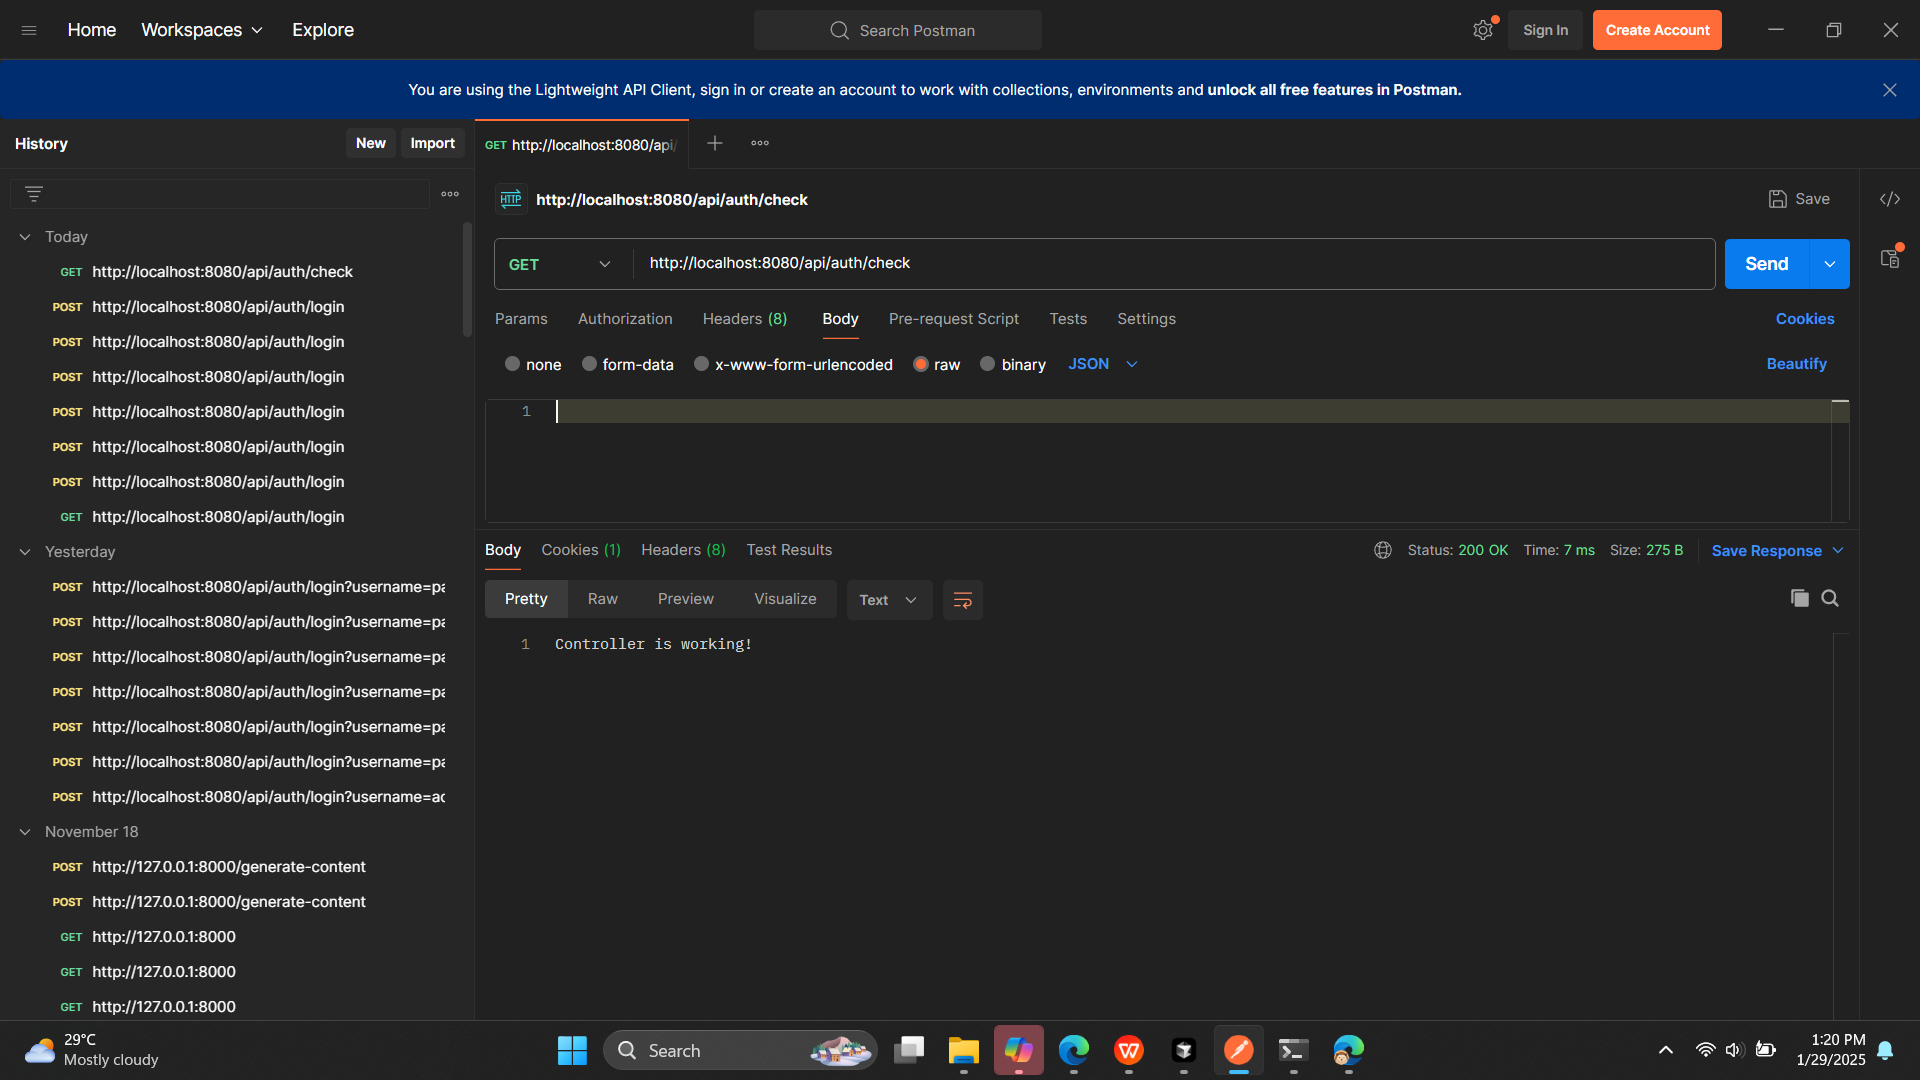 Home
Workspaces
Explore
Search Postman
Sign In
Create Account
You are using the Lightweight API Client, sign in or create an account to work with collections, environments and unlock all free features in Postman.
History
New
Import
GET http://localhost:8080/api/
HTTP
http://localhost:8080/api/auth/check
Save
Today
GET http://localhost:8080/api/auth/check
POST http://localhost:8080/api/auth/login
POST http://localhost:8080/api/auth/login
POST http://localhost:8080/api/auth/login
POST http://localhost:8080/api/auth/login
POST http://localhost:8080/api/auth/login
POST http://localhost:8080/api/auth/login
GET http://localhost:8080/api/auth/login
Yesterday
POST http://localhost:8080/api/auth/login?username=pa
POST http://localhost:8080/api/auth/login?username=pa
POST http://localhost:8080/api/auth/login?username=pa
POST http://localhost:8080/api/auth/login?username=pa
POST http://localhost:8080/api/auth/login?username=pa
POST http://localhost:8080/api/auth/login?username=pa
POST http://localhost:8080/api/auth/login?username=ad
November 18
POST http://127.0.0.1:8000/generate-content
POST http://127.0.0.1:8000/generate-content
GET http://127.0.0.1:8000
GET http://127.0.0.1:8000
GET http://127.0.0.1:8000
GET
http://localhost:8080/api/auth/check
Send
Params Authorization Headers (8) Body Pre-request Script Tests Settings
Cookies
none form-data x-www-form-urlencoded raw binary JSON
Beautify
1
Body Cookies (1) Headers (8) Test Results
Status: 200 OK Time: 7 ms Size: 275 B
Save Response
Pretty Raw Preview Visualize Text
1 Controller is working!
29°C
Mostly cloudy
Search
1:20 PM
1/29/2025